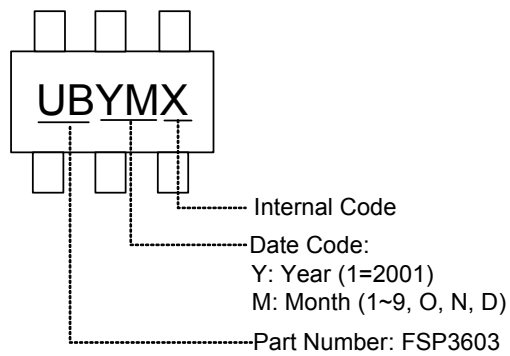 UBYMX
Internal Code
Date Code:
Y: Year (1=2001)
M: Month (1~9, O, N, D)
Part Number: FSP3603